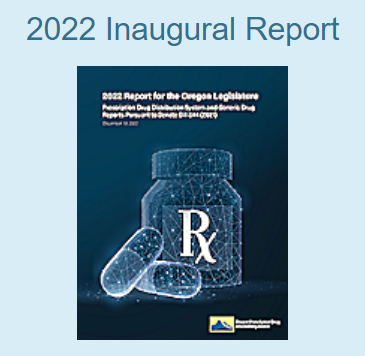 2022 Inaugural Report
2022 Report for the Oregon Legislature
Prescription Drug Distribution System and Generic Drug
Reports Pursuant to Senate Bill 844 (2021)
Rx